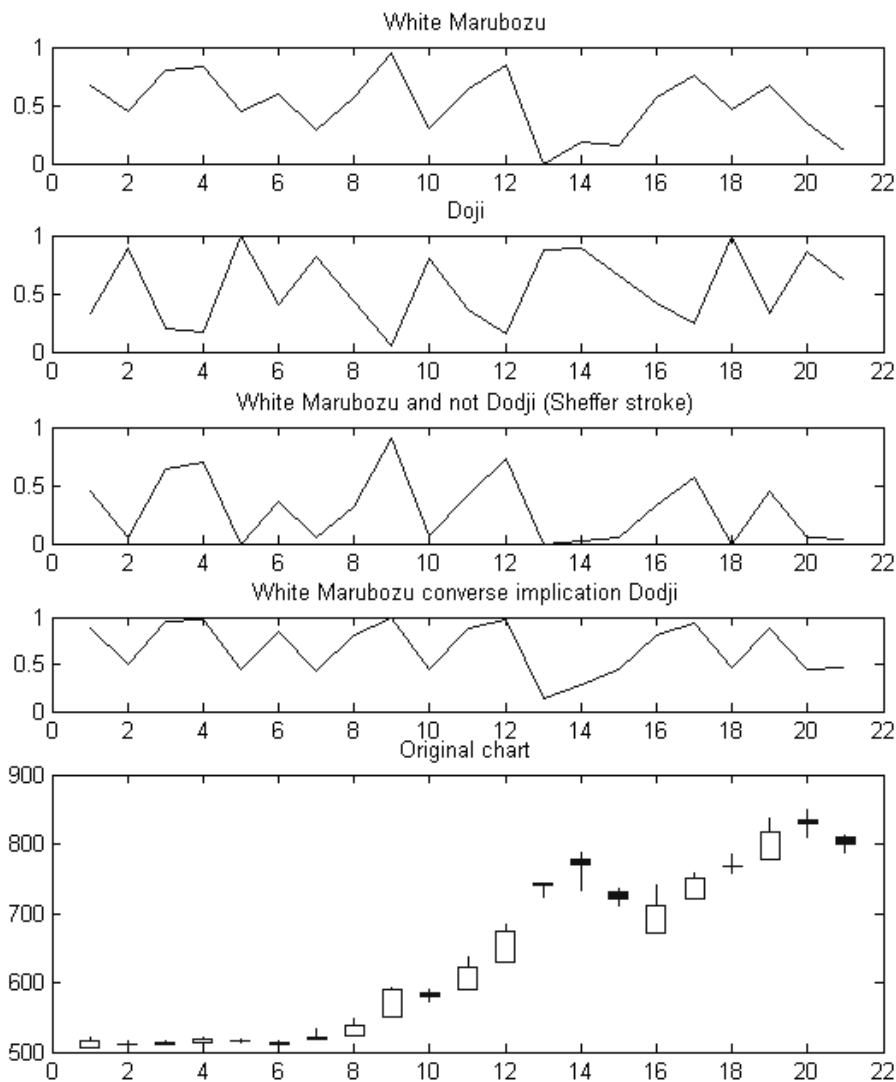 White Marubozu
1
0.5
0
0 2 4 6 8 10 12 14 16 18 20 22
Doji
1
0.5
0
0 2 4 6 8 10 12 14 16 18 20 22
White Marubozu and not Dodji (Sheffer stroke)
1
0.5
0
0 2 4 6 8 10 12 14 16 18 20 22
White Marubozu converse implication Dodji
1
0.5
0
0 2 4 6 8 10 12 14 16 18 20 22
Original chart
900
800
700
600
500
0 2 4 6 8 10 12 14 16 18 20 22